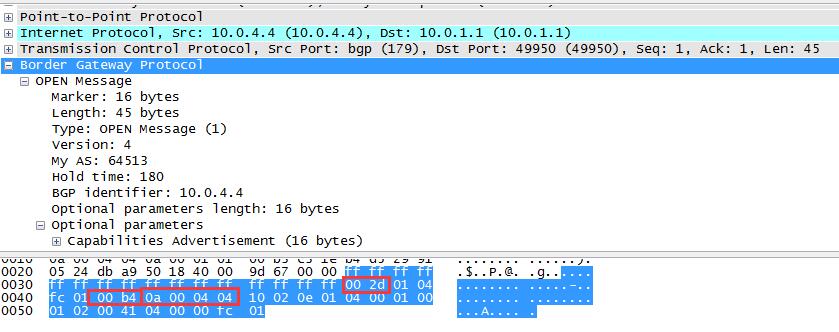 Point-to-Point Protocol
Internet Protocol, Src: 10.0.4.4 (10.0.4.4), Dst: 10.0.1.1 (10.0.1.1)
Transmission Control Protocol, Src Port: bgp (179), Dst Port: 49950 (49950), Seq: 1, Ack: 1, Len: 45
Border Gateway Protocol
OPEN Message
Marker: 16 bytes
Length: 45 bytes
Type: OPEN Message (1)
Version: 4
My AS: 64513
Hold time: 180
BGP identifier: 10.0.4.4
Optional parameters length: 16 bytes
Optional parameters
Capabilities Advertisement (16 bytes)
0020 05 24 db a9 50 18 40 00 9d 67 00 00 ff ff ff ff .$..P.@. .g......
0030 ff ff ff ff ff ff ff ff ff ff ff ff 00 2d 01 04 ........ .....-..
0040 fc 01 00 b4 0a 00 04 04 10 02 0e 01 04 00 01 00 ........ ........
0050 01 02 00 41 04 00 00 fc 01 ...A.... .